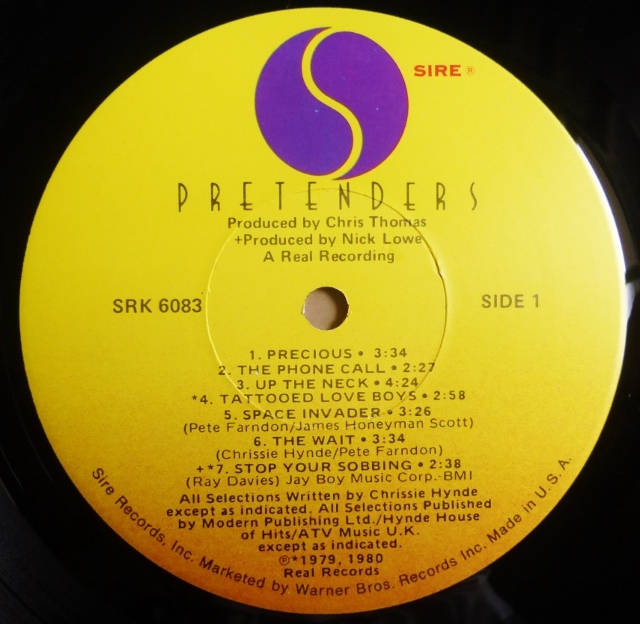 SIRE ®
PRETENDERS
Produced by Chris Thomas
+Produced by Nick Lowe
A Real Recording
SRK 6083
SIDE 1
1. PRECIOUS • 3:34
2. THE PHONE CALL • 2:27
3. UP THE NECK • 4:24
*4. TATTOOED LOVE BOYS • 2:58
5. SPACE INVADER • 3:26
(Pete Farndon/James Honeyman Scott)
6. THE WAIT • 3:34
(Chrissie Hynde/Pete Farndon)
+*7. STOP YOUR SOBBING • 2:38
(Ray Davies) Jay Boy Music Corp.-BMI
All Selections Written by Chrissie Hynde
except as indicated. All Selections Published
by Modern Publishing Ltd./Hynde House
of Hits/ATV Music U.K.
except as indicated.
℗*1979, 1980
Real Records
Sire Records, Inc. Marketed by Warner Bros. Records Inc. Made in U.S.A.